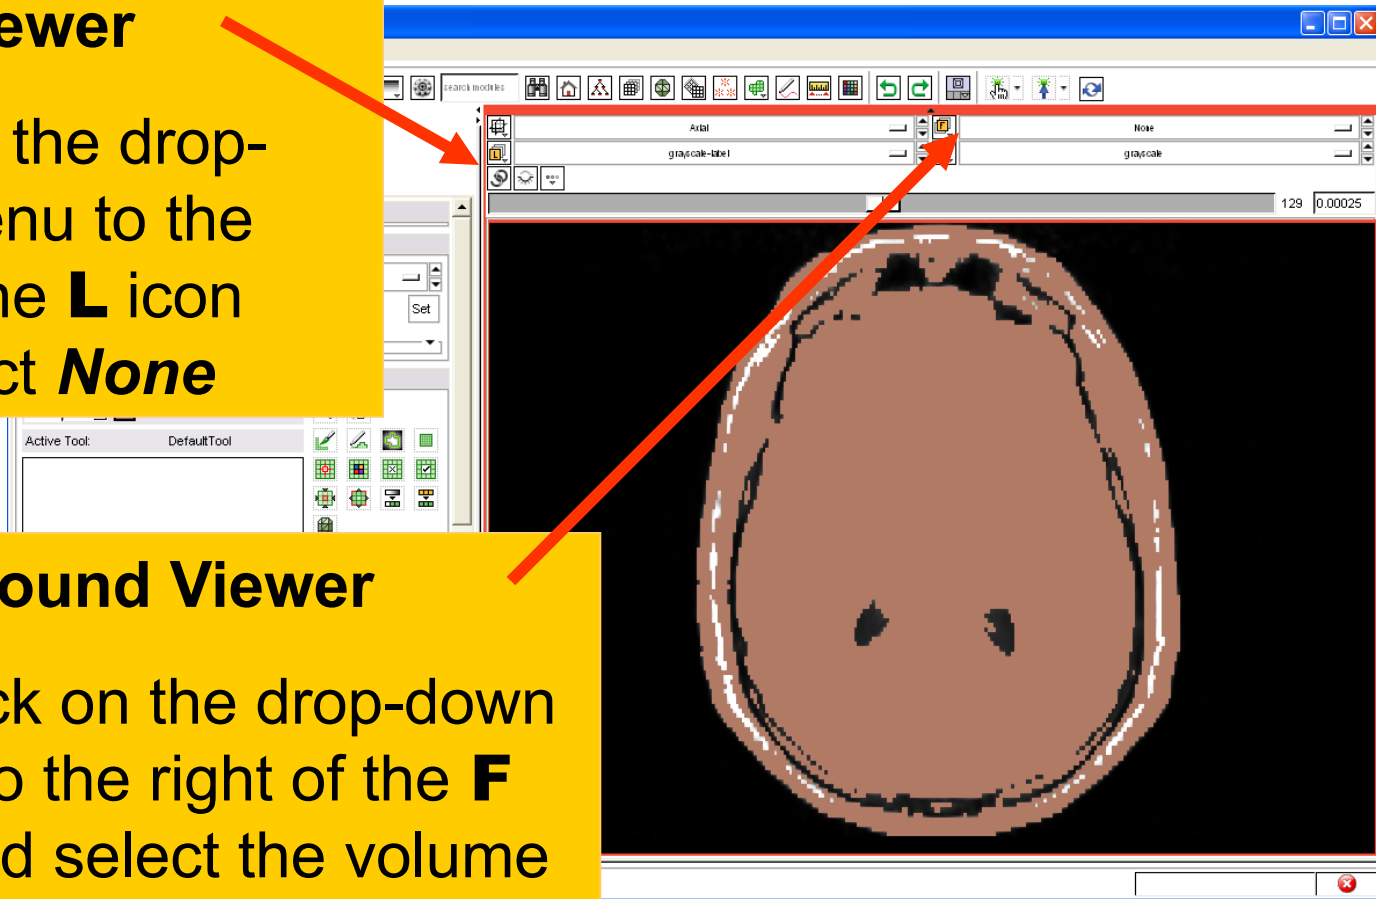 ewer
the drop-
enu to the
he L icon
ct None
search modules
Axial
None
grayscale-label
grayscale
129 0.00025
Set
Active Tool: DefaultTool
ound Viewer
ck on the drop-down
o the right of the F
d select the volume